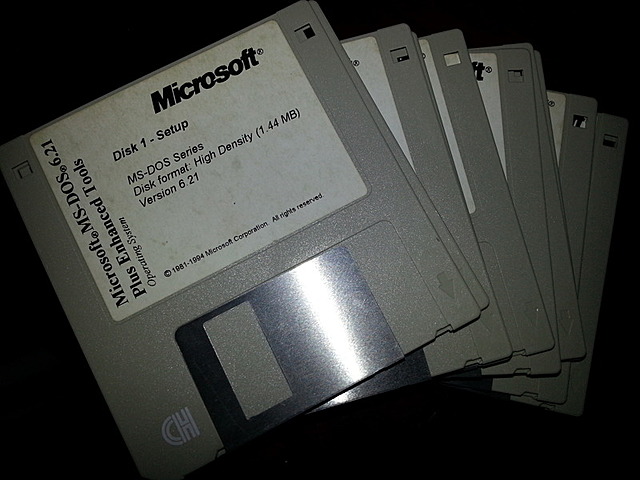 Microsoft®
Disk 1 - Setup
MS-DOS Series
Disk format: High Density (1.44 MB)
Version 6.21
©1981-1994 Microsoft Corporation. All rights reserved.
Microsoft® MS-DOS® 6.21
Operating System
Plus Enhanced Tools
ft®